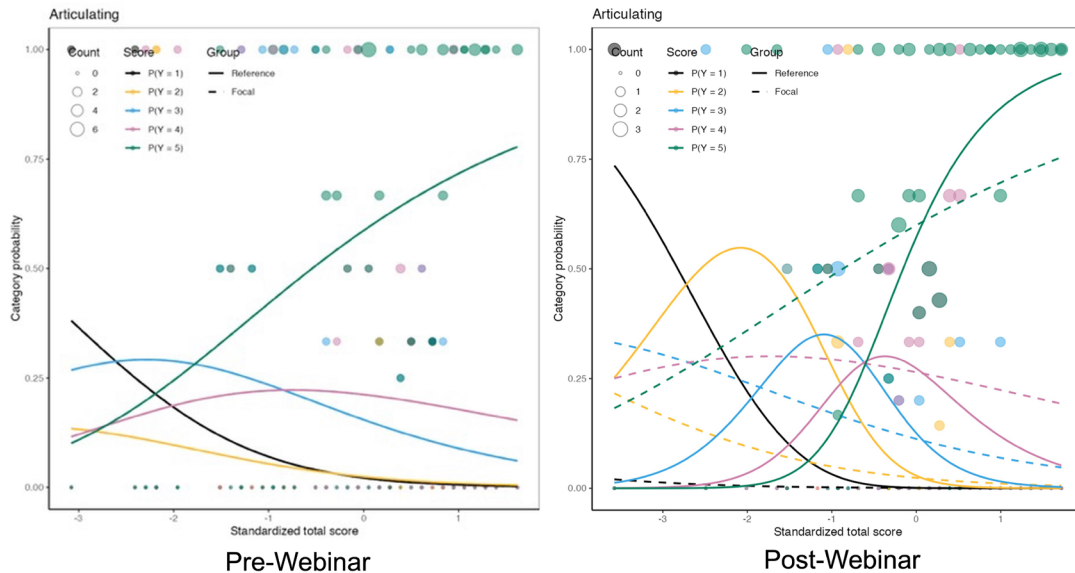 Articulating
Count
0
2
4
6
Score
P(Y = 1)
P(Y = 2)
P(Y = 3)
P(Y = 4)
P(Y = 5)
Group
Reference
Focal
Category probability
1.00
0.75
0.50
0.25
0.00
-3 -2 -1 0 1
Standardized total score
Pre-Webinar
Articulating
Count
0
1
2
3
Score
P(Y = 1)
P(Y = 2)
P(Y = 3)
P(Y = 4)
P(Y = 5)
Group
Reference
Focal
Category probability
1.00
0.75
0.50
0.25
0.00
-3 -2 -1 0 1
Standardized total score
Post-Webinar